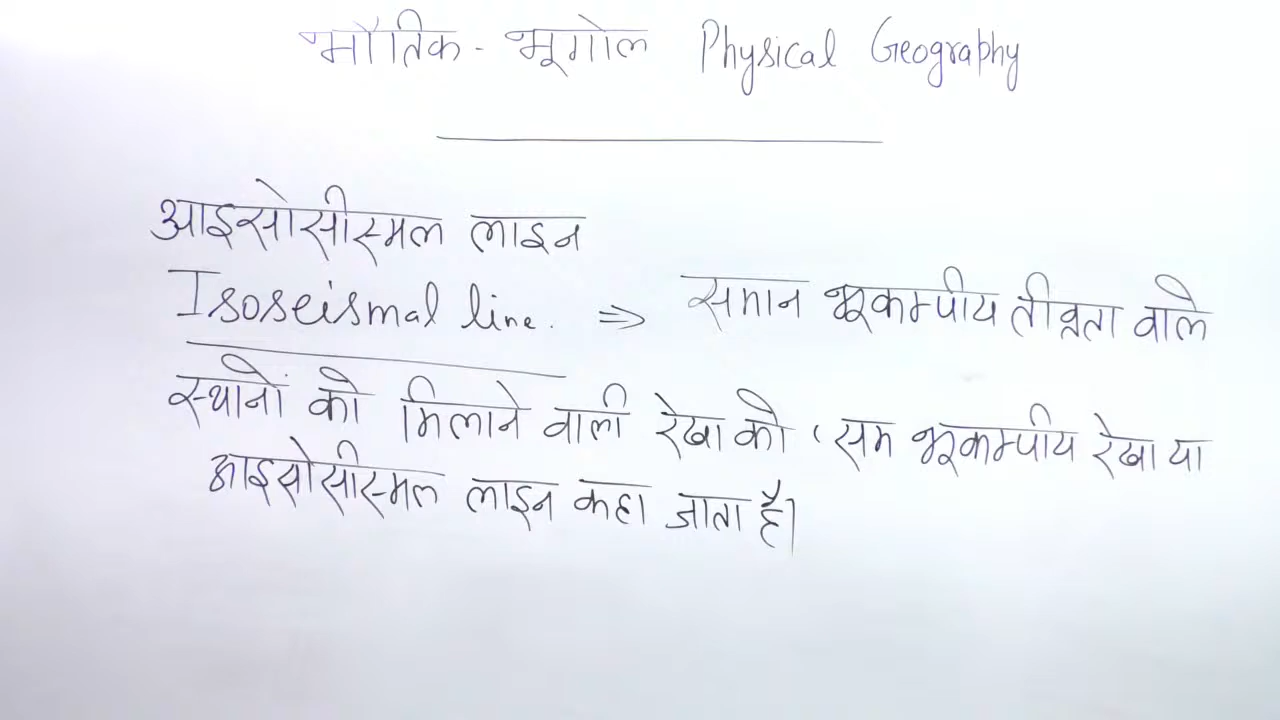 भौतिक - भूगोल Physical Geography
आइसोसीस्मल लाइन
Isoseismal line. ⇒ समान भूकम्पीय तीव्रता वाले
स्थानों को मिलाने वाली रेखा को ‘सम भूकम्पीय रेखा या
आइसोसीस्मल लाइन कहा जाता है।